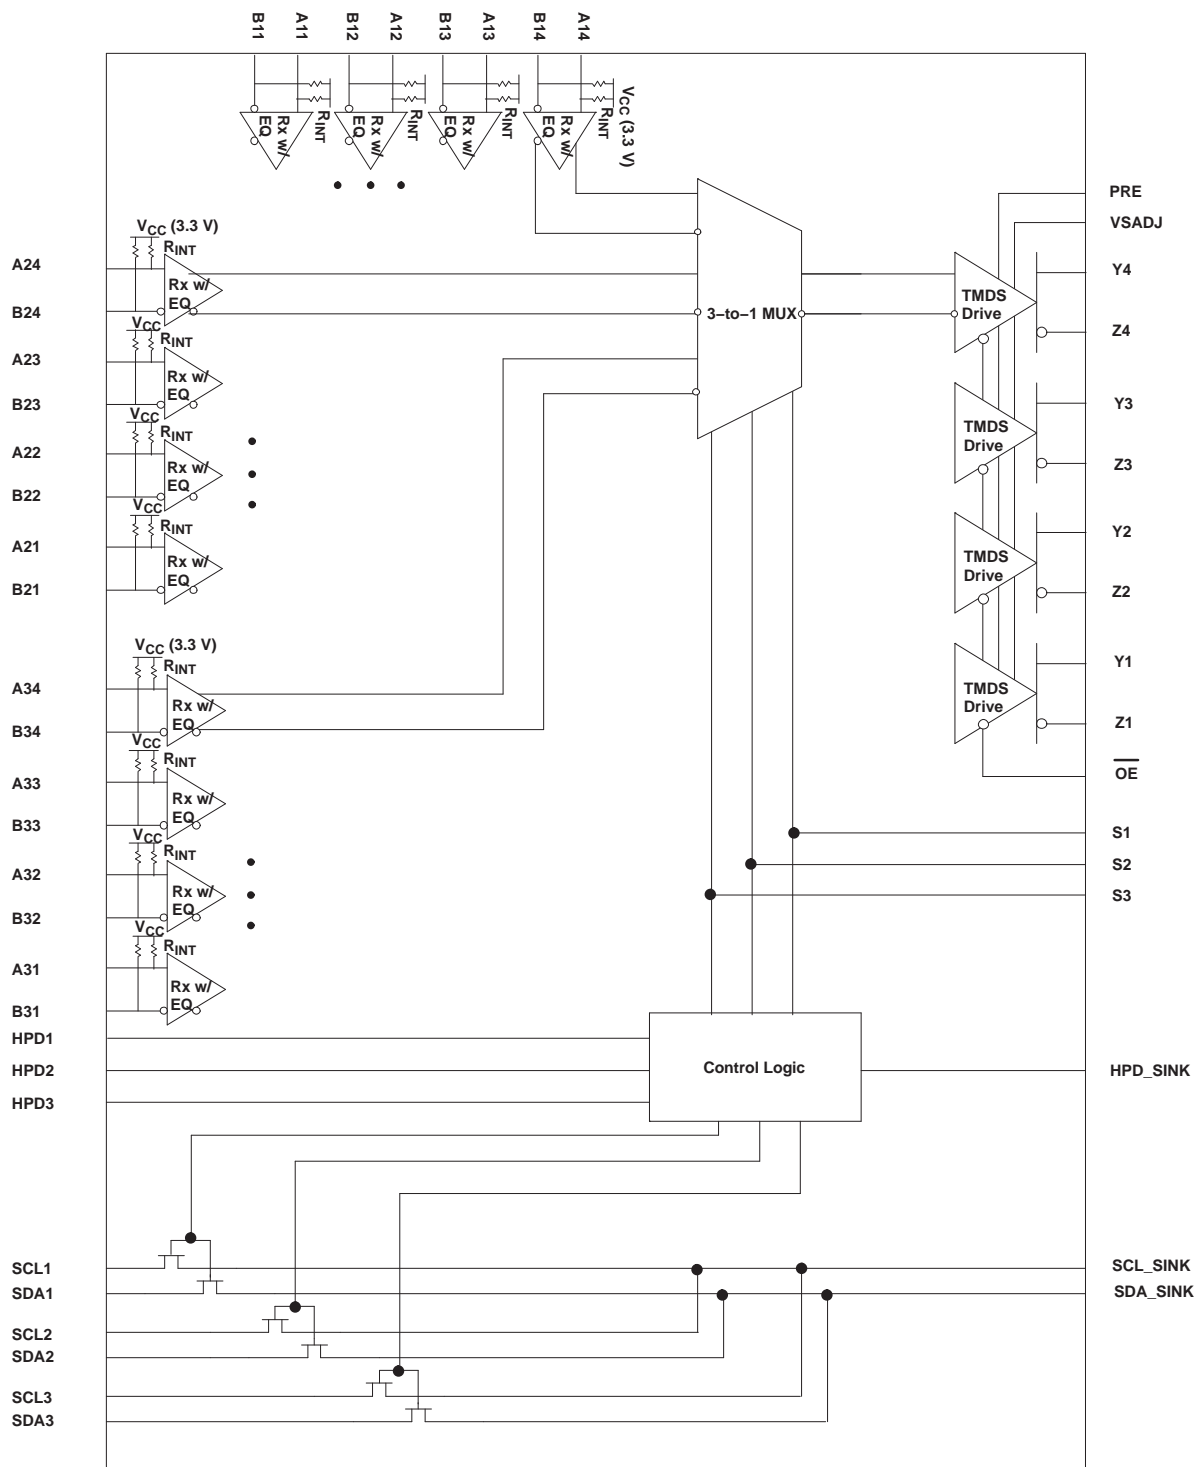 B11 A11 B12 A12 B13 A13 B14 A14
VCC (3.3 V)
RINT RINT RINT RINT
Rx w/ EQ Rx w/ EQ Rx w/ EQ Rx w/ EQ
PRE
VSADJ
VCC (3.3 V)
RINT
A24
Rx w/
EQ
B24
3–to–1 MUX
TMDS
Drive
Y4
Z4
VCC
RINT
A23
Rx w/
EQ
B23
TMDS
Drive
Y3
Z3
VCC
RINT
A22
Rx w/
EQ
B22
TMDS
Drive
Y2
Z2
VCC
RINT
A21
Rx w/
EQ
B21
TMDS
Drive
Y1
Z1
OE
VCC (3.3 V)
RINT
A34
Rx w/
EQ
B34
VCC
RINT
A33
Rx w/
EQ
B33
VCC
RINT
A32
Rx w/
EQ
B32
VCC
RINT
A31
Rx w/
EQ
B31
S1
S2
S3
HPD1
HPD2
HPD3
Control Logic
HPD_SINK
SCL1
SDA1
SCL_SINK
SDA_SINK
SCL2
SDA2
SCL3
SDA3